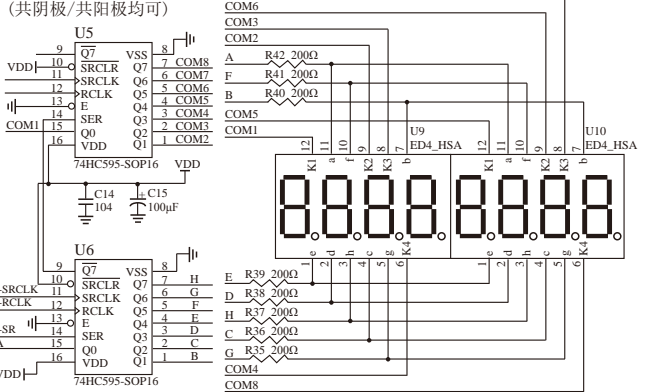 (共阴极/共阳极均可)
U5
9 Q7 VSS 8
VDD 10 SRCLR Q7 7 COM8
11 SRCLK Q6 6 COM7
12 RCLK Q5 5 COM6
13 E Q4 4 COM5
14 SER Q3 3 COM4
COM1 15 Q0 Q2 2 COM3
16 VDD Q1 1 COM2
74HC595-SOP16
VDD
C14
104
+ C15
100μF
U6
9 Q7 VSS 8
10 SRCLR Q7 7 H
-SRCLK 11 SRCLK Q6 6 G
-RCLK 12 RCLK Q5 5 F
13 E Q4 4 E
-SR 14 SER Q3 3 D
A 15 Q0 Q2 2 C
VDD 16 VDD Q1 1 B
74HC595-SOP16
COM6
COM3
COM2
A R42 200Ω
F R41 200Ω
B R40 200Ω
COM5
COM1
U9
ED4_HSA
U10
ED4_HSA
12 11 10 9 8 7 12 11 10 9 8 7
K1 a f K2 K3 b K1 a f K2 K3 b
e d h c g K4 e d h c g K4
1 2 3 4 5 6 1 2 3 4 5 6
E R39 200Ω
D R38 200Ω
H R37 200Ω
C R36 200Ω
G R35 200Ω
COM4
COM8